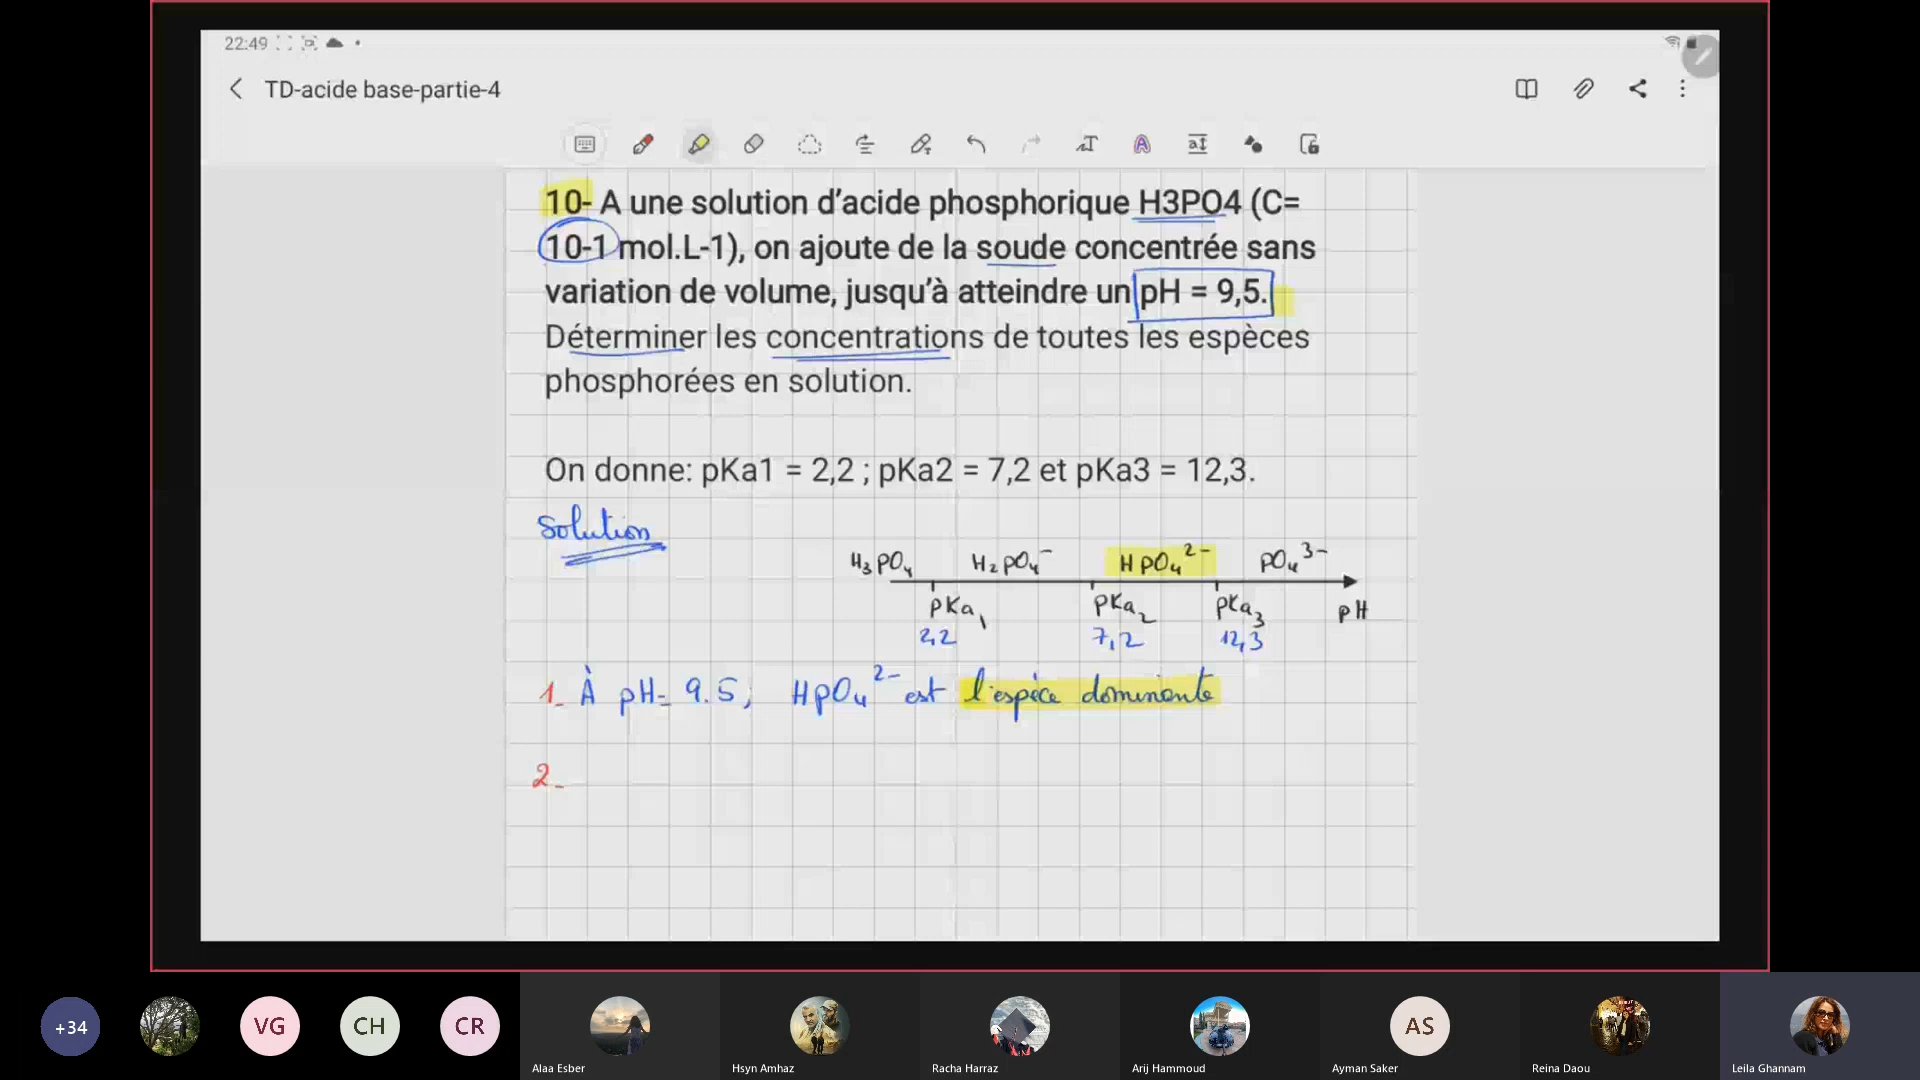 22:49
TD-acide base-partie-4
10- A une solution d'acide phosphorique H3PO4 (C=
10-1 mol.L-1), on ajoute de la soude concentrée sans
variation de volume, jusqu'à atteindre un pH = 9,5.
Déterminer les concentrations de toutes les espèces
phosphorées en solution.
On donne: pKa1 = 2,2 ; pKa2 = 7,2 et pKa3 = 12,3.
Solution
H₃PO₄ H₂PO₄⁻ HPO₄²⁻ PO₄³⁻
pKa₁ pKa₂ pKa₃ pH
2,2 7,2 12,3
1_ À pH= 9.5, HPO₄²⁻ est l'espèce dominante
2_
+34 VG CH CR AS
Alaa Esber Hsyn Amhaz Racha Harraz Arij Hammoud Ayman Saker Reina Daou Leila Ghannam